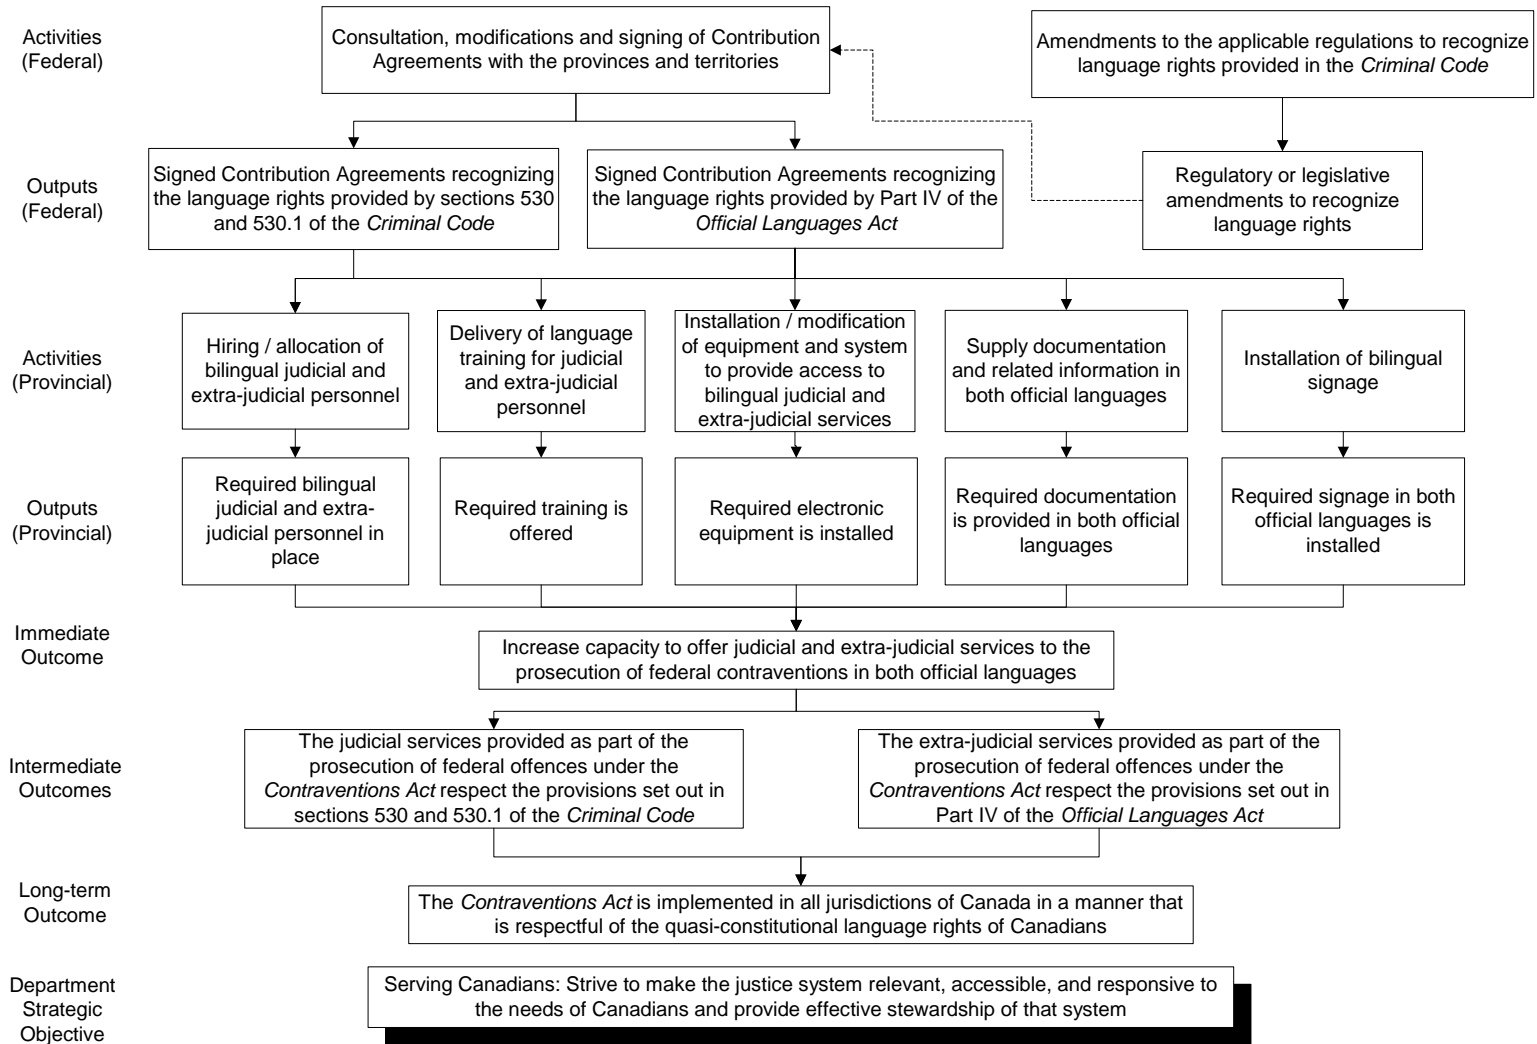 Activities
(Federal)
Consultation, modifications and signing of Contribution
Agreements with the provinces and territories
Amendments to the applicable regulations to recognize
language rights provided in the Criminal Code
Outputs
(Federal)
Signed Contribution Agreements recognizing
the language rights provided by sections 530
and 530.1 of the Criminal Code
Signed Contribution Agreements recognizing
the language rights provided by Part IV of the
Official Languages Act
Regulatory or legislative
amendments to recognize
language rights
Activities
(Provincial)
Hiring / allocation of
bilingual judicial and
extra-judicial personnel
Delivery of language
training for judicial
and extra-judicial
personnel
Installation / modification
of equipment and system
to provide access to
bilingual judicial and
extra-judicial services
Supply documentation
and related information in
both official languages
Installation of bilingual
signage
Outputs
(Provincial)
Required bilingual
judicial and extra-
judicial personnel in
place
Required training is
offered
Required electronic
equipment is installed
Required documentation
is provided in both official
languages
Required signage in both
official languages is
installed
Immediate
Outcome
Increase capacity to offer judicial and extra-judicial services to the
prosecution of federal contraventions in both official languages
Intermediate
Outcomes
The judicial services provided as part of the
prosecution of federal offences under the
Contraventions Act respect the provisions set out in
sections 530 and 530.1 of the Criminal Code
The extra-judicial services provided as part of the
prosecution of federal offences under the
Contraventions Act respect the provisions set out in
Part IV of the Official Languages Act
Long-term
Outcome
The Contraventions Act is implemented in all jurisdictions of Canada in a manner that
is respectful of the quasi-constitutional language rights of Canadians
Department
Strategic
Objective
Serving Canadians: Strive to make the justice system relevant, accessible, and responsive to
the needs of Canadians and provide effective stewardship of that system